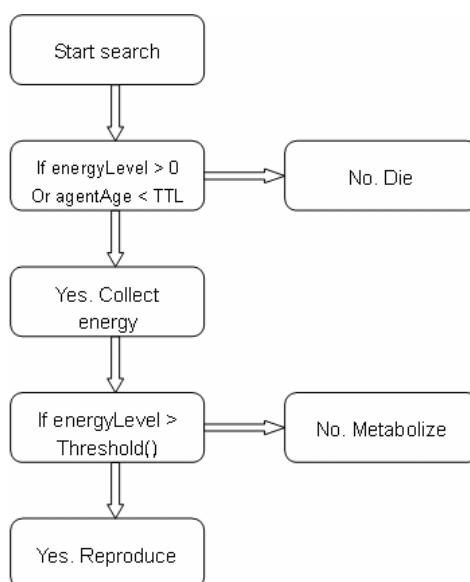 Start search
If energyLevel > 0
Or agentAge < TTL
No. Die
Yes. Collect
energy
If energyLevel >
Threshold()
No. Metabolize
Yes. Reproduce